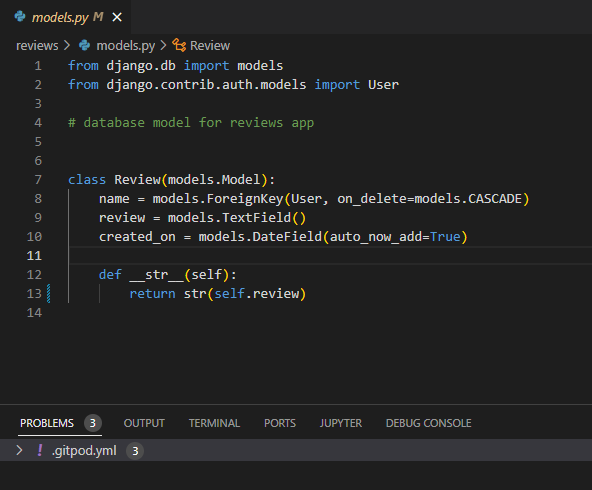 models.py M
reviews > models.py > Review
1 from django.db import models
2 from django.contrib.auth.models import User
3
4 # database model for reviews app
5
6
7 class Review(models.Model):
8     name = models.ForeignKey(User, on_delete=models.CASCADE)
9     review = models.TextField()
10     created_on = models.DateField(auto_now_add=True)
11
12     def __str__(self):
13         return str(self.review)
14
PROBLEMS 3 OUTPUT TERMINAL PORTS JUPYTER DEBUG CONSOLE
> ! .gitpod.yml 3